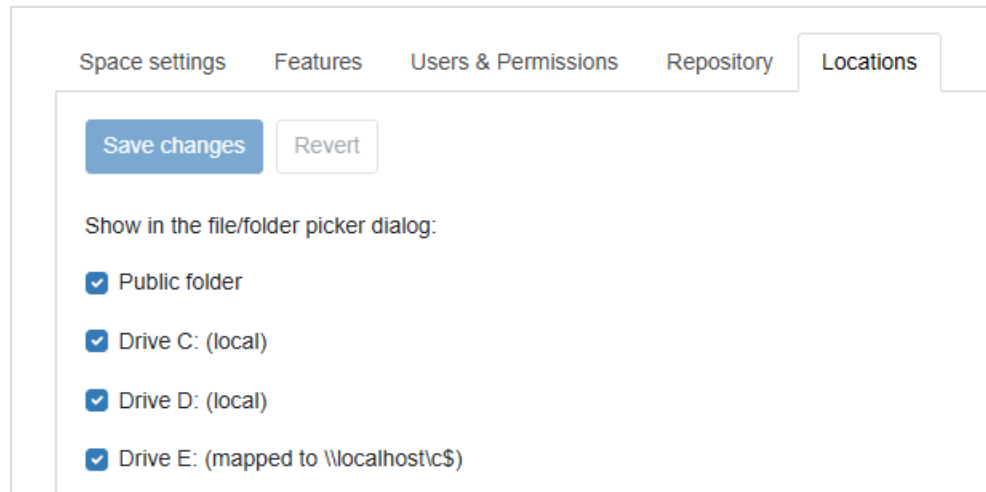 Space settings Features Users & Permissions Repository Locations
Save changes Revert
Show in the file/folder picker dialog:
Public folder
Drive C: (local)
Drive D: (local)
Drive E: (mapped to \\localhost\c$)